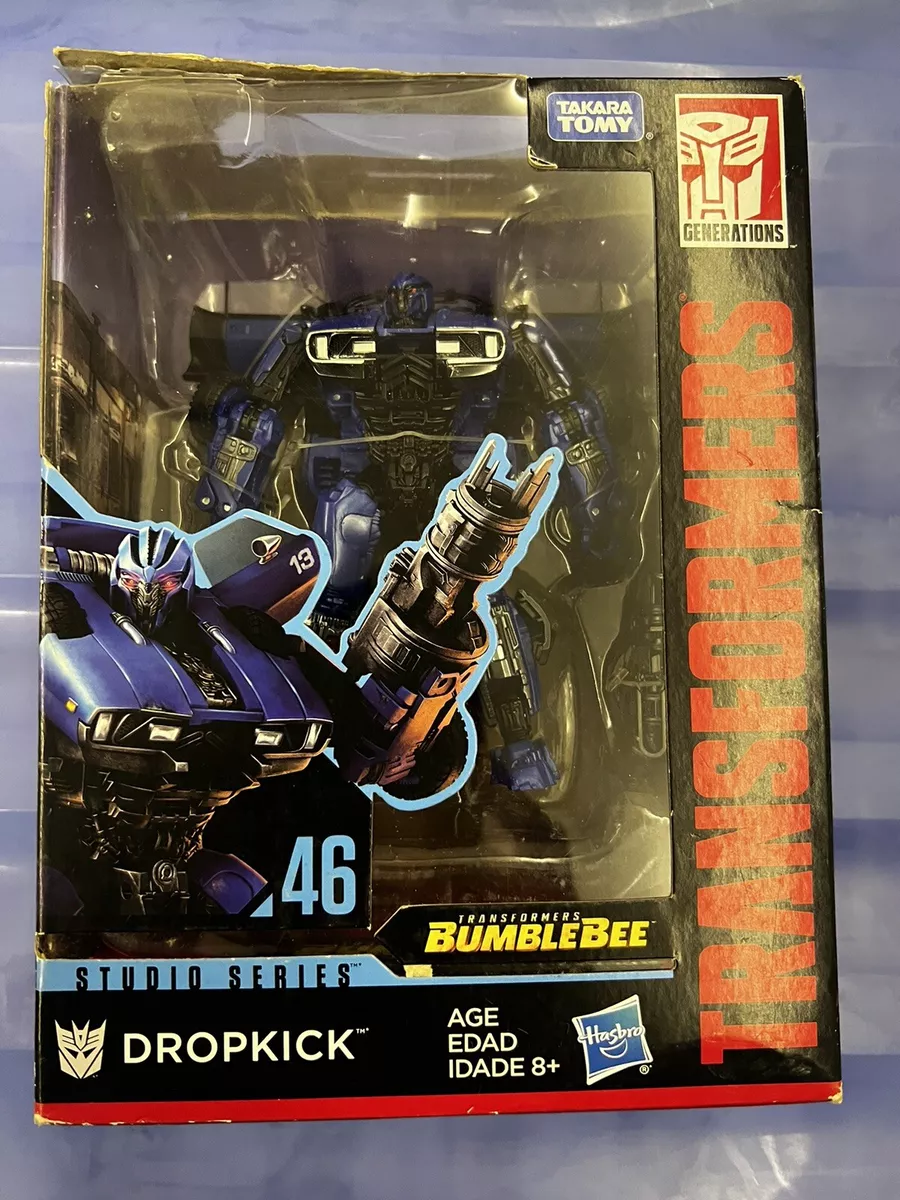 TAKARA
TOMY
®
GENERATIONS
TRANSFORMERS®
13
46
TRANSFORMERS
BUMBLEBEE
STUDIO SERIES™*
DROPKICK™*
AGE
EDAD
IDADE 8+
Hasbro
®